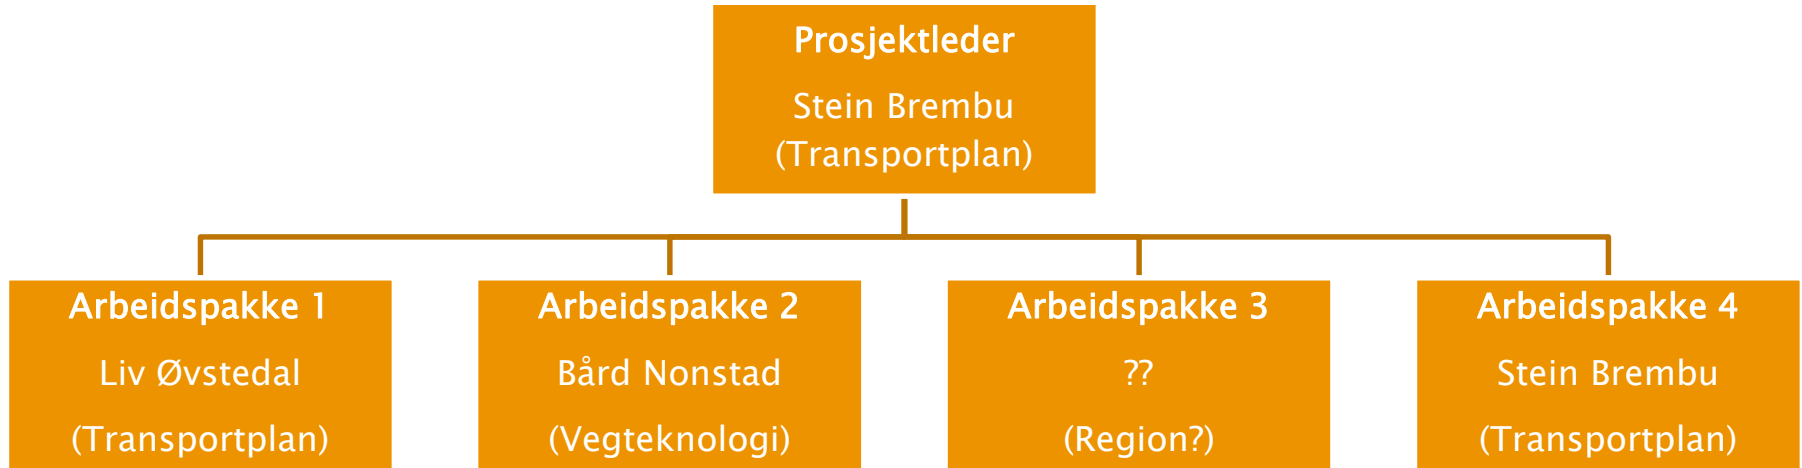 Prosjektleder
Stein Brembu
(Transportplan)
Arbeidspakke 1
Liv Øvstedal
(Transportplan)
Arbeidspakke 2
Bård Nonstad
(Vegteknologi)
Arbeidspakke 3
??
(Region?)
Arbeidspakke 4
Stein Brembu
(Transportplan)